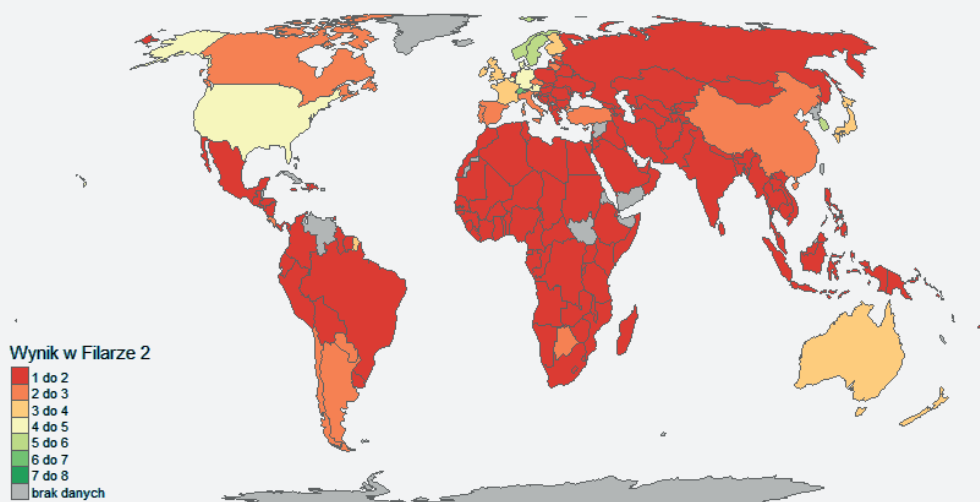 Wynik w Filarze 2
1 do 2
2 do 3
3 do 4
4 do 5
5 do 6
6 do 7
7 do 8
brak danych